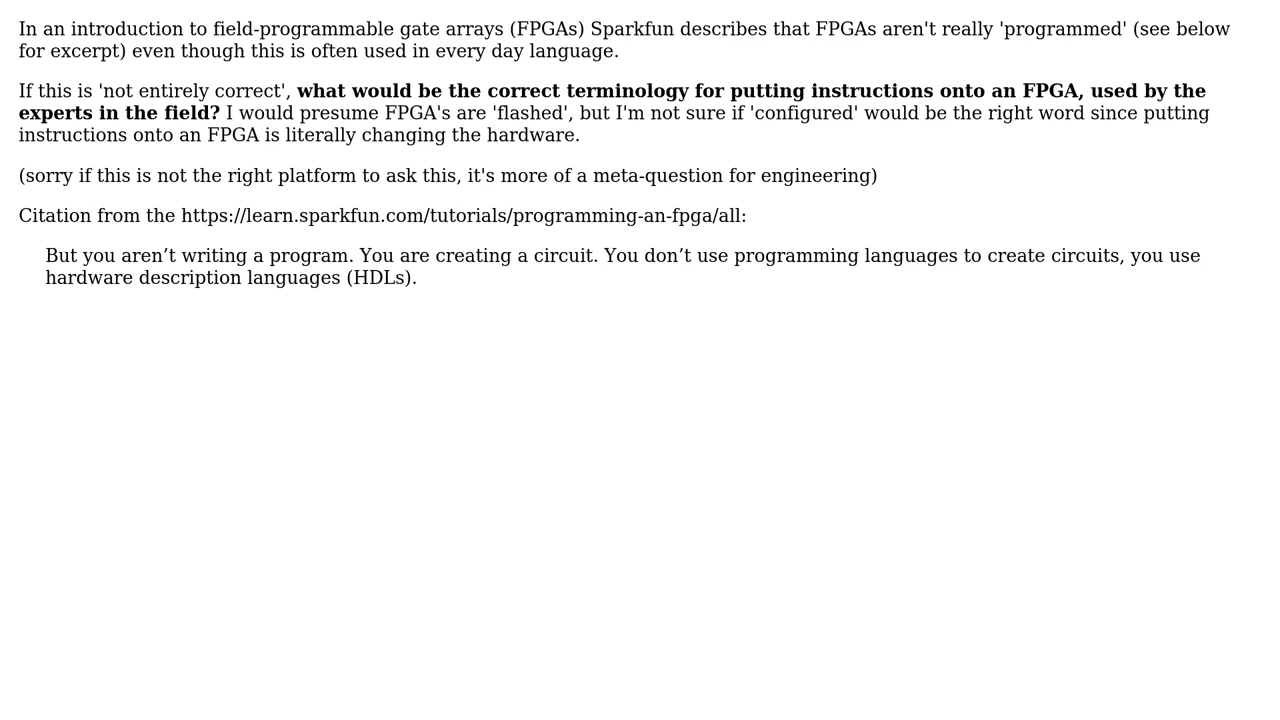 In an introduction to field-programmable gate arrays (FPGAs) Sparkfun describes that FPGAs aren't really 'programmed' (see below
for excerpt) even though this is often used in every day language.
If this is 'not entirely correct', what would be the correct terminology for putting instructions onto an FPGA, used by the
experts in the field? I would presume FPGA's are 'flashed', but I'm not sure if 'configured' would be the right word since putting
instructions onto an FPGA is literally changing the hardware.
(sorry if this is not the right platform to ask this, it's more of a meta-question for engineering)
Citation from the https://learn.sparkfun.com/tutorials/programming-an-fpga/all:
But you aren’t writing a program. You are creating a circuit. You don’t use programming languages to create circuits, you use
hardware description languages (HDLs).